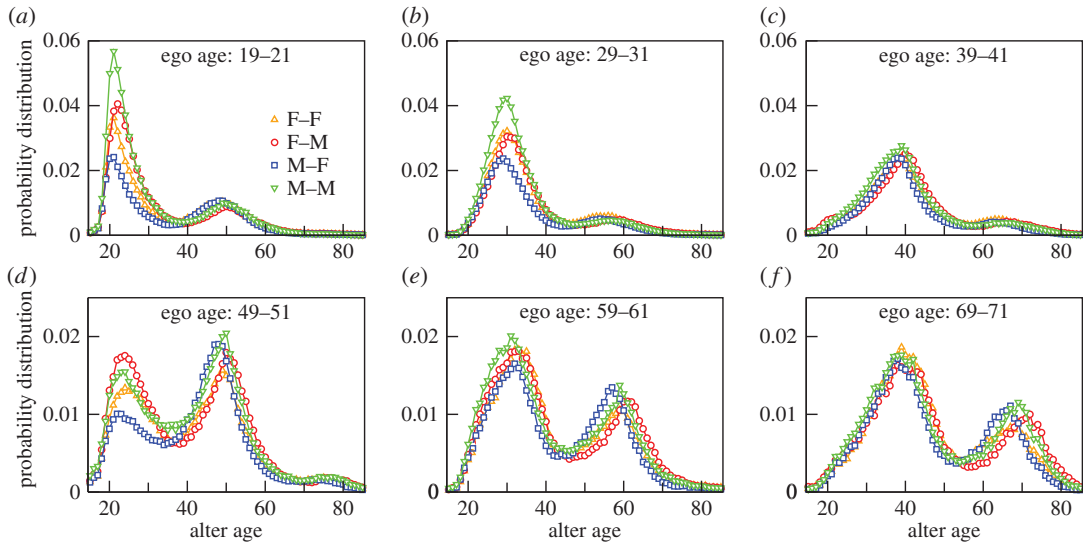 (a) (b) (c)
0.06 ego age: 19–21 0.06 ego age: 29–31 0.06 ego age: 39–41
probability distribution
0.04 0.04 0.04
F–F
F–M
M–F
M–M
0.02 0.02 0.02
0 0 0
20 40 60 80 20 40 60 80 20 40 60 80
(d) (e) (f)
ego age: 49–51 ego age: 59–61 ego age: 69–71
probability distribution
0.02 0.02 0.02
0.01 0.01 0.01
0 0 0
20 40 60 80 20 40 60 80 20 40 60 80
alter age alter age alter age